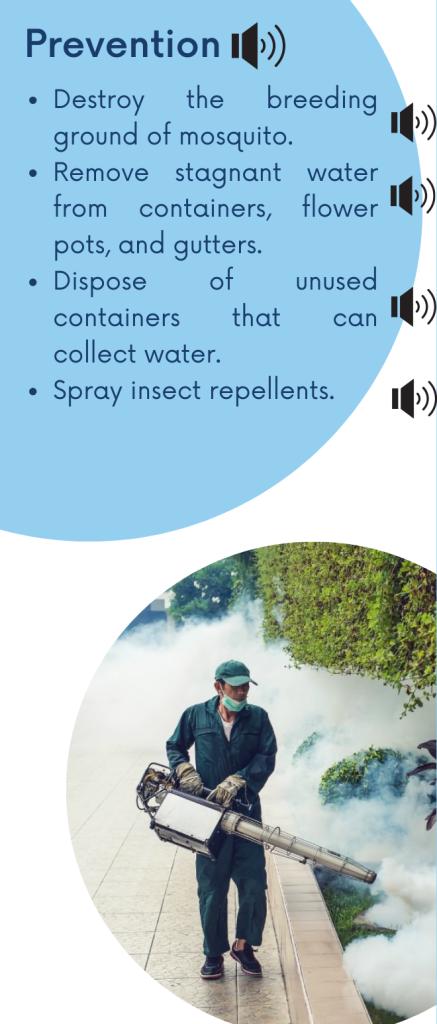 Prevention
• Destroy the breeding
ground of mosquito.
• Remove stagnant water
from containers, flower
pots, and gutters.
• Dispose of unused
containers that can
collect water.
• Spray insect repellents.